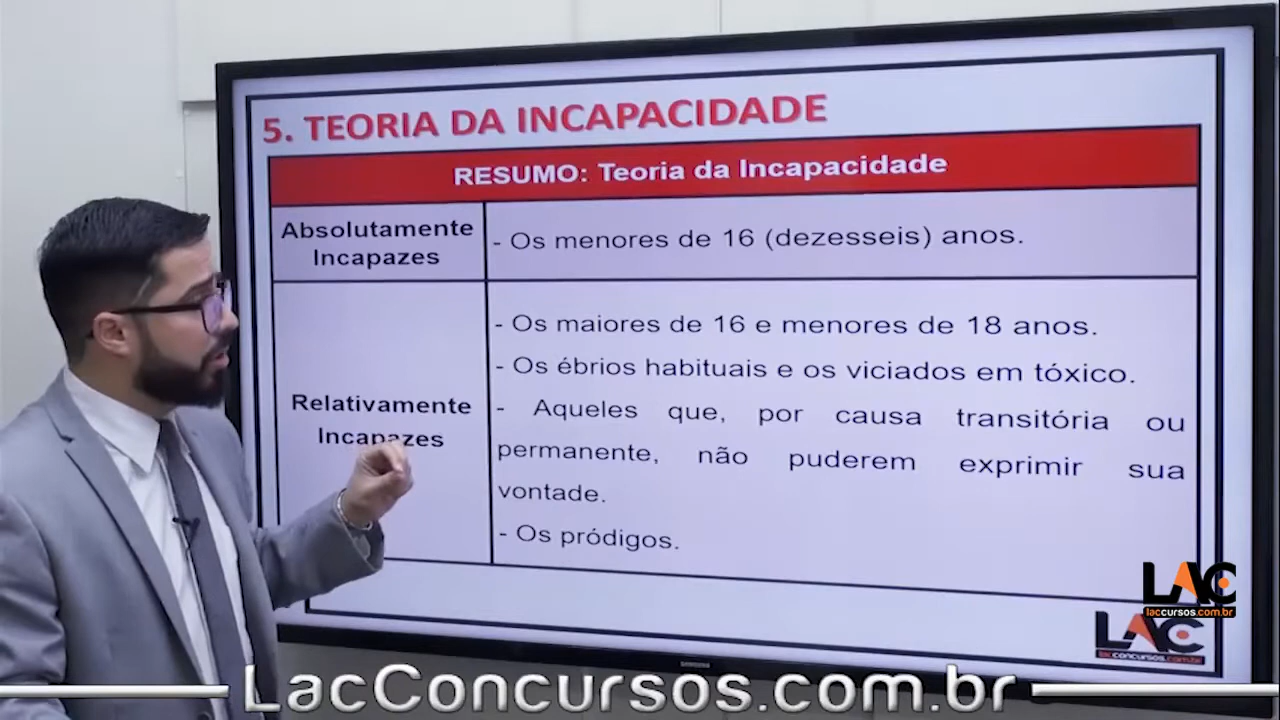 5. TEORIA DA INCAPACIDADE
RESUMO: Teoria da Incapacidade
Absolutamente
Incapazes
- Os menores de 16 (dezesseis) anos.
Relativamente
Incapazes
- Os maiores de 16 e menores de 18 anos.
- Os ébrios habituais e os viciados em tóxico.
- Aqueles que, por causa transitória ou
permanente, não puderem exprimir sua
vontade.
- Os pródigos.
LAC
laccursos.com.br
LAC
lacconcursos.com.br
SAMSUNG
LacConcursos.com.br